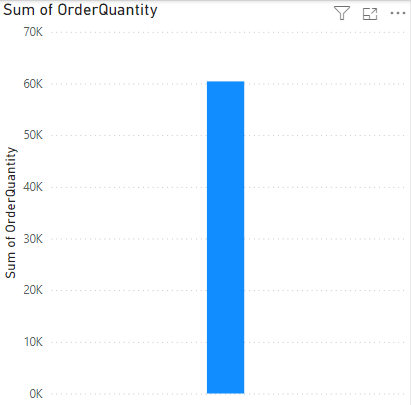 Sum of OrderQuantity
70K
60K
50K
40K
30K
20K
10K
0K
Sum of OrderQuantity